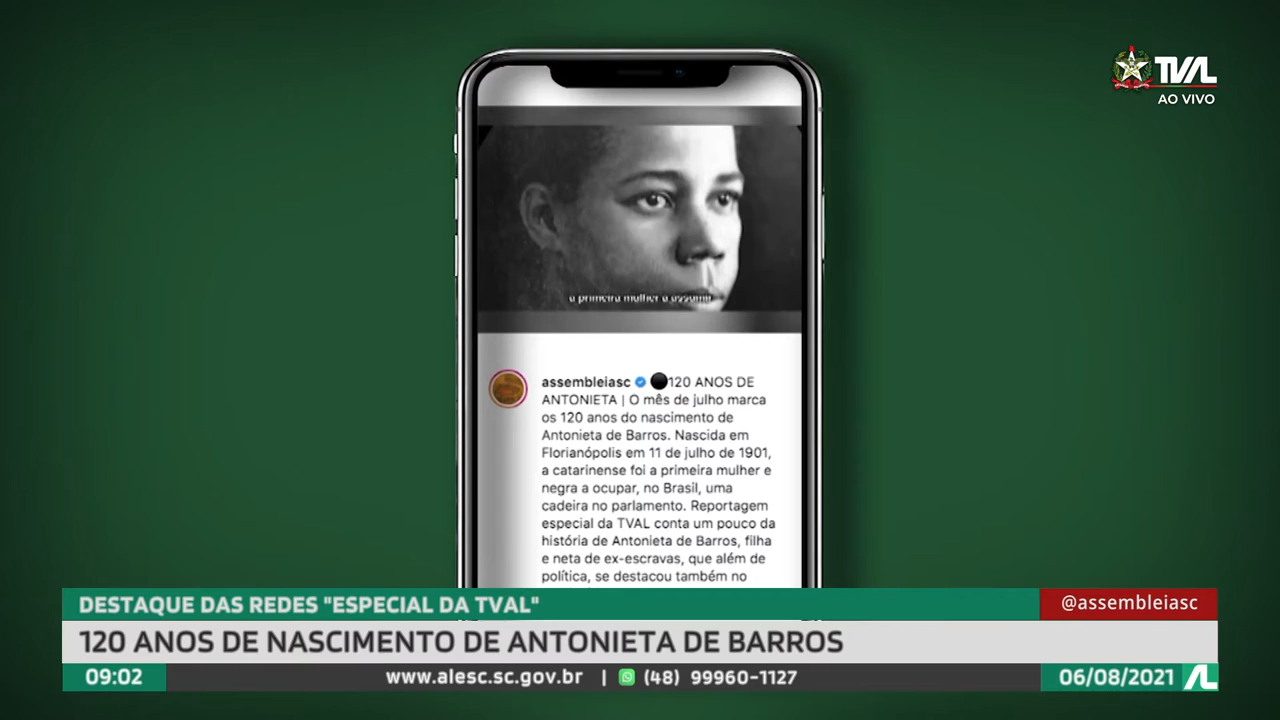 TVAL
AO VIVO
a primeira mulher a assumir
assembleiasc 120 ANOS DE
ANTONIETA | O mês de julho marca
os 120 anos do nascimento de
Antonieta de Barros. Nascida em
Florianópolis em 11 de julho de 1901,
a catarinense foi a primeira mulher e
negra a ocupar, no Brasil, uma
cadeira no parlamento. Reportagem
especial da TVAL conta um pouco da
história de Antonieta de Barros, filha
e neta de ex-escravas, que além de
política, se destacou também no
DESTAQUE DAS REDES "ESPECIAL DA TVAL"
@assembleiasc
120 ANOS DE NASCIMENTO DE ANTONIETA DE BARROS
09:02
www.alesc.sc.gov.br | (48) 99960-1127
06/08/2021 AL